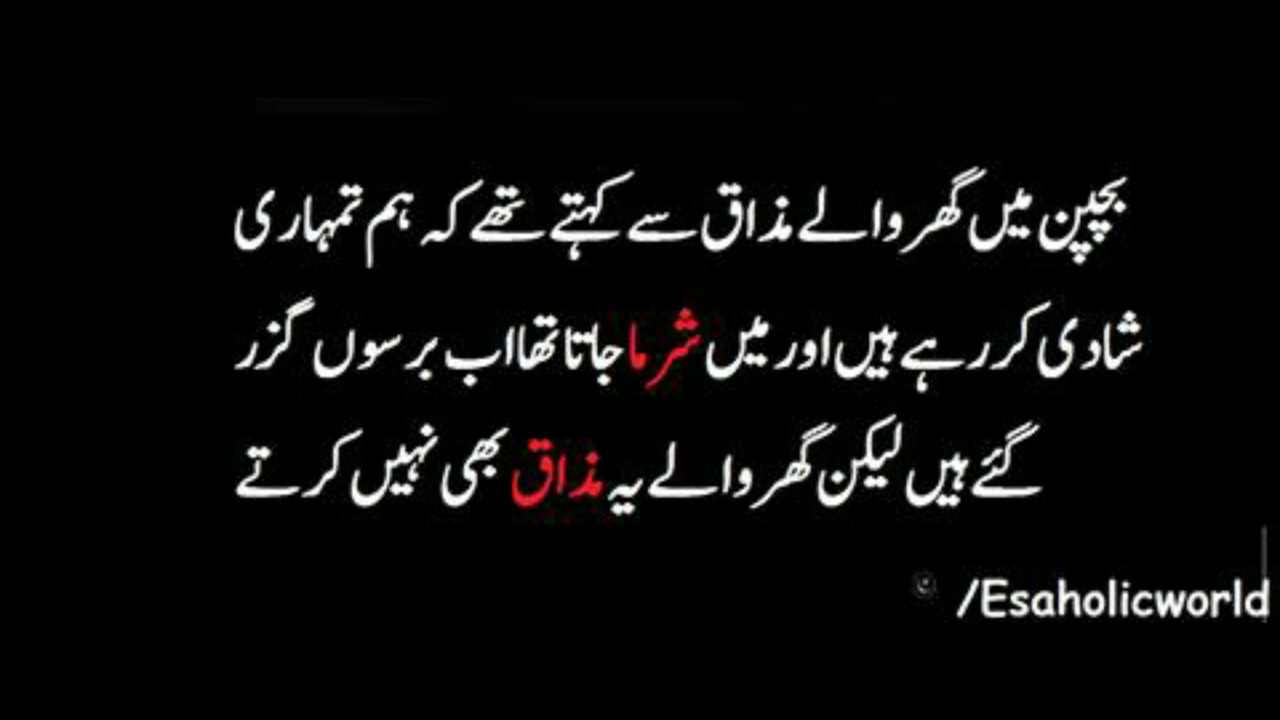 بچپن میں گھر والے مذاق سے کہتے تھے کہ ہم تمہاری
شادی کر رہے ہیں اور میں شرما جاتا تھا اب برسوں گزر
گئے ہیں لیکن گھر والے یہ مذاق بھی نہیں کرتے
/Esaholicworld